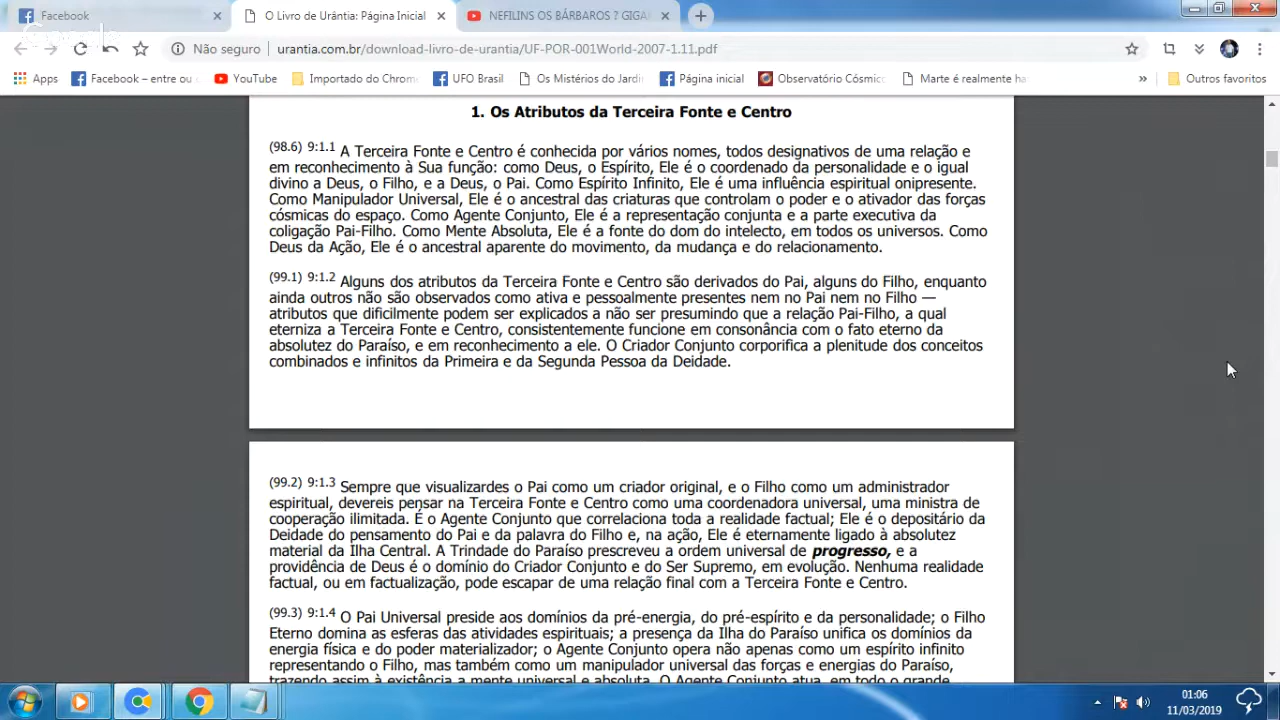 Facebook
O Livro de Urântia: Página Inicial
NEFILINS OS BÁRBAROS ? GIGA
Google
Não seguro
urantia.com.br/download-livro-de-urantia/UF-POR-001World-2007-1.11.pdf
Apps
Facebook – entre ou
YouTube
Importado do Chrom
UFO Brasil
Os Mistérios do Jardi
Página inicial
Observatório Cósmic
Marte é realmente ha
»
Outros favoritos
1. Os Atributos da Terceira Fonte e Centro
(98.6) 9:1.1 A Terceira Fonte e Centro é conhecida por vários nomes, todos designativos de uma relação e
em reconhecimento à Sua função: como Deus, o Espírito, Ele é o coordenado da personalidade e o igual
divino a Deus, o Filho, e a Deus, o Pai. Como Espírito Infinito, Ele é uma influência espiritual onipresente.
Como Manipulador Universal, Ele é o ancestral das criaturas que controlam o poder e o ativador das forças
cósmicas do espaço. Como Agente Conjunto, Ele é a representação conjunta e a parte executiva da
coligação Pai-Filho. Como Mente Absoluta, Ele é a fonte do dom do intelecto, em todos os universos. Como
Deus da Ação, Ele é o ancestral aparente do movimento, da mudança e do relacionamento.
(99.1) 9:1.2 Alguns dos atributos da Terceira Fonte e Centro são derivados do Pai, alguns do Filho, enquanto
ainda outros não são observados como ativa e pessoalmente presentes nem no Pai nem no Filho —
atributos que dificilmente podem ser explicados a não ser presumindo que a relação Pai-Filho, a qual
eterniza a Terceira Fonte e Centro, consistentemente funcione em consonância com o fato eterno da
absolutez do Paraíso, e em reconhecimento a ele. O Criador Conjunto corporifica a plenitude dos conceitos
combinados e infinitos da Primeira e da Segunda Pessoa da Deidade.
(99.2) 9:1.3 Sempre que visualizardes o Pai como um criador original, e o Filho como um administrador
espiritual, devereis pensar na Terceira Fonte e Centro como uma coordenadora universal, uma ministra de
cooperação ilimitada. É o Agente Conjunto que correlaciona toda a realidade factual; Ele é o depositário da
Deidade do pensamento do Pai e da palavra do Filho e, na ação, Ele é eternamente ligado à absolutez
material da Ilha Central. A Trindade do Paraíso prescreveu a ordem universal de progresso, e a
providência de Deus é o domínio do Criador Conjunto e do Ser Supremo, em evolução. Nenhuma realidade
factual, ou em factualização, pode escapar de uma relação final com a Terceira Fonte e Centro.
(99.3) 9:1.4 O Pai Universal preside aos domínios da pré-energia, do pré-espírito e da personalidade; o Filho
Eterno domina as esferas das atividades espirituais; a presença da Ilha do Paraíso unifica os domínios da
energia física e do poder materializador; o Agente Conjunto opera não apenas como um espírito infinito
representando o Filho, mas também como um manipulador universal das forças e energias do Paraíso,
trazendo assim à existência a mente universal e absoluta. O Agente Conjunto atua, em todo o grande
01:06
11/03/2019